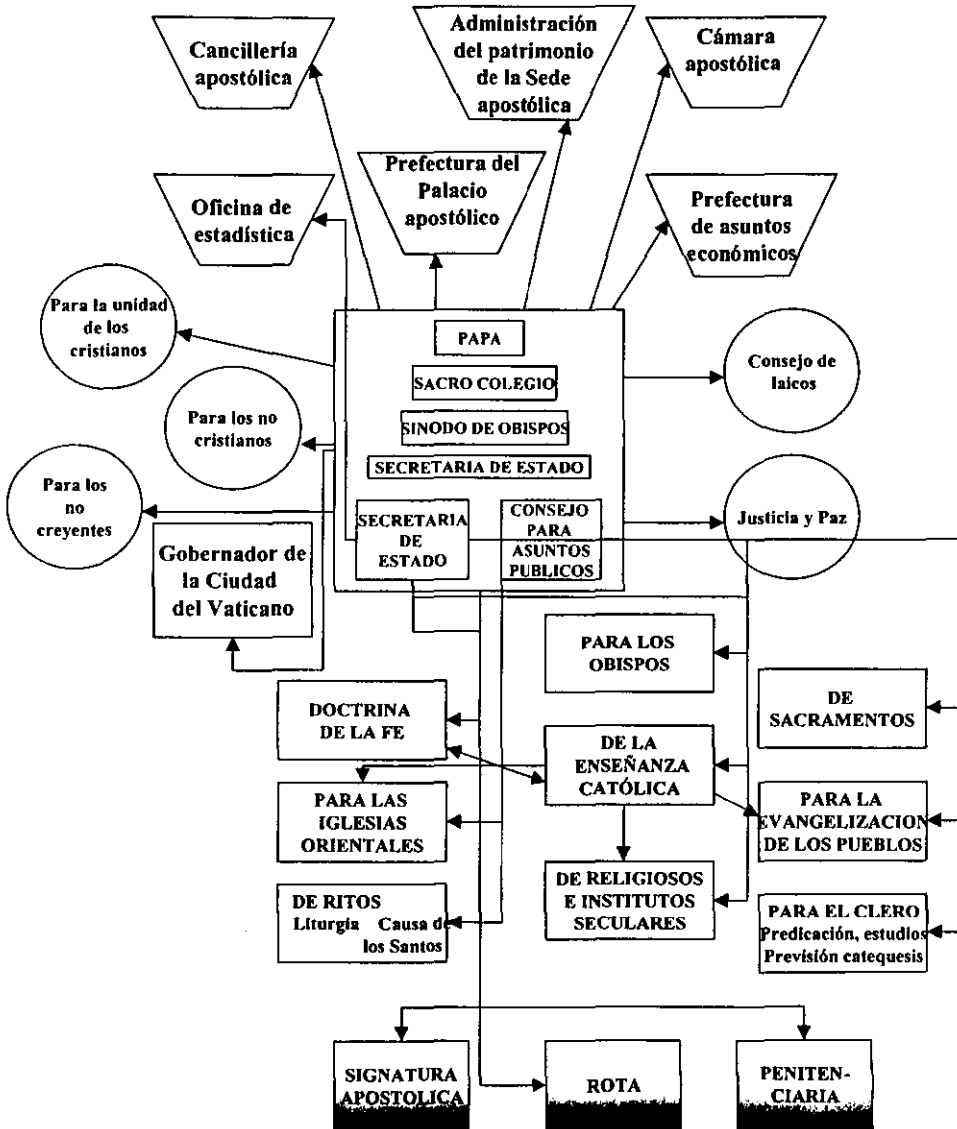 Cancillería
apostólica
Administración
del patrimonio
de la Sede
apostólica
Cámara
apostólica
Oficina de
estadística
Prefectura del
Palacio
apostólico
Prefectura
de asuntos
económicos
Para la unidad
de los
cristianos
Para los no
cristianos
Para los
no
creyentes
Gobernador de
la Ciudad
del Vaticano
PAPA
SACRO COLEGIO
SINODO DE OBISPOS
SECRETARIA DE ESTADO
SECRETARIA
DE
ESTADO
CONSEJO
PARA
ASUNTOS
PUBLICOS
Consejo de
laicos
Justicia y Paz
PARA LOS
OBISPOS
DOCTRINA
DE LA FE
DE
SACRAMENTOS
DE LA
ENSEÑANZA
CATÓLICA
PARA LAS
IGLESIAS
ORIENTALES
PARA LA
EVANGELIZACION
DE LOS PUEBLOS
DE RITOS
Liturgia Causa de
los Santos
DE RELIGIOSOS
E INSTITUTOS
SECULARES
PARA EL CLERO
Predicación, estudios
Previsión catequesis
SIGNATURA
APOSTOLICA
ROTA
PENITEN-
CIARIA